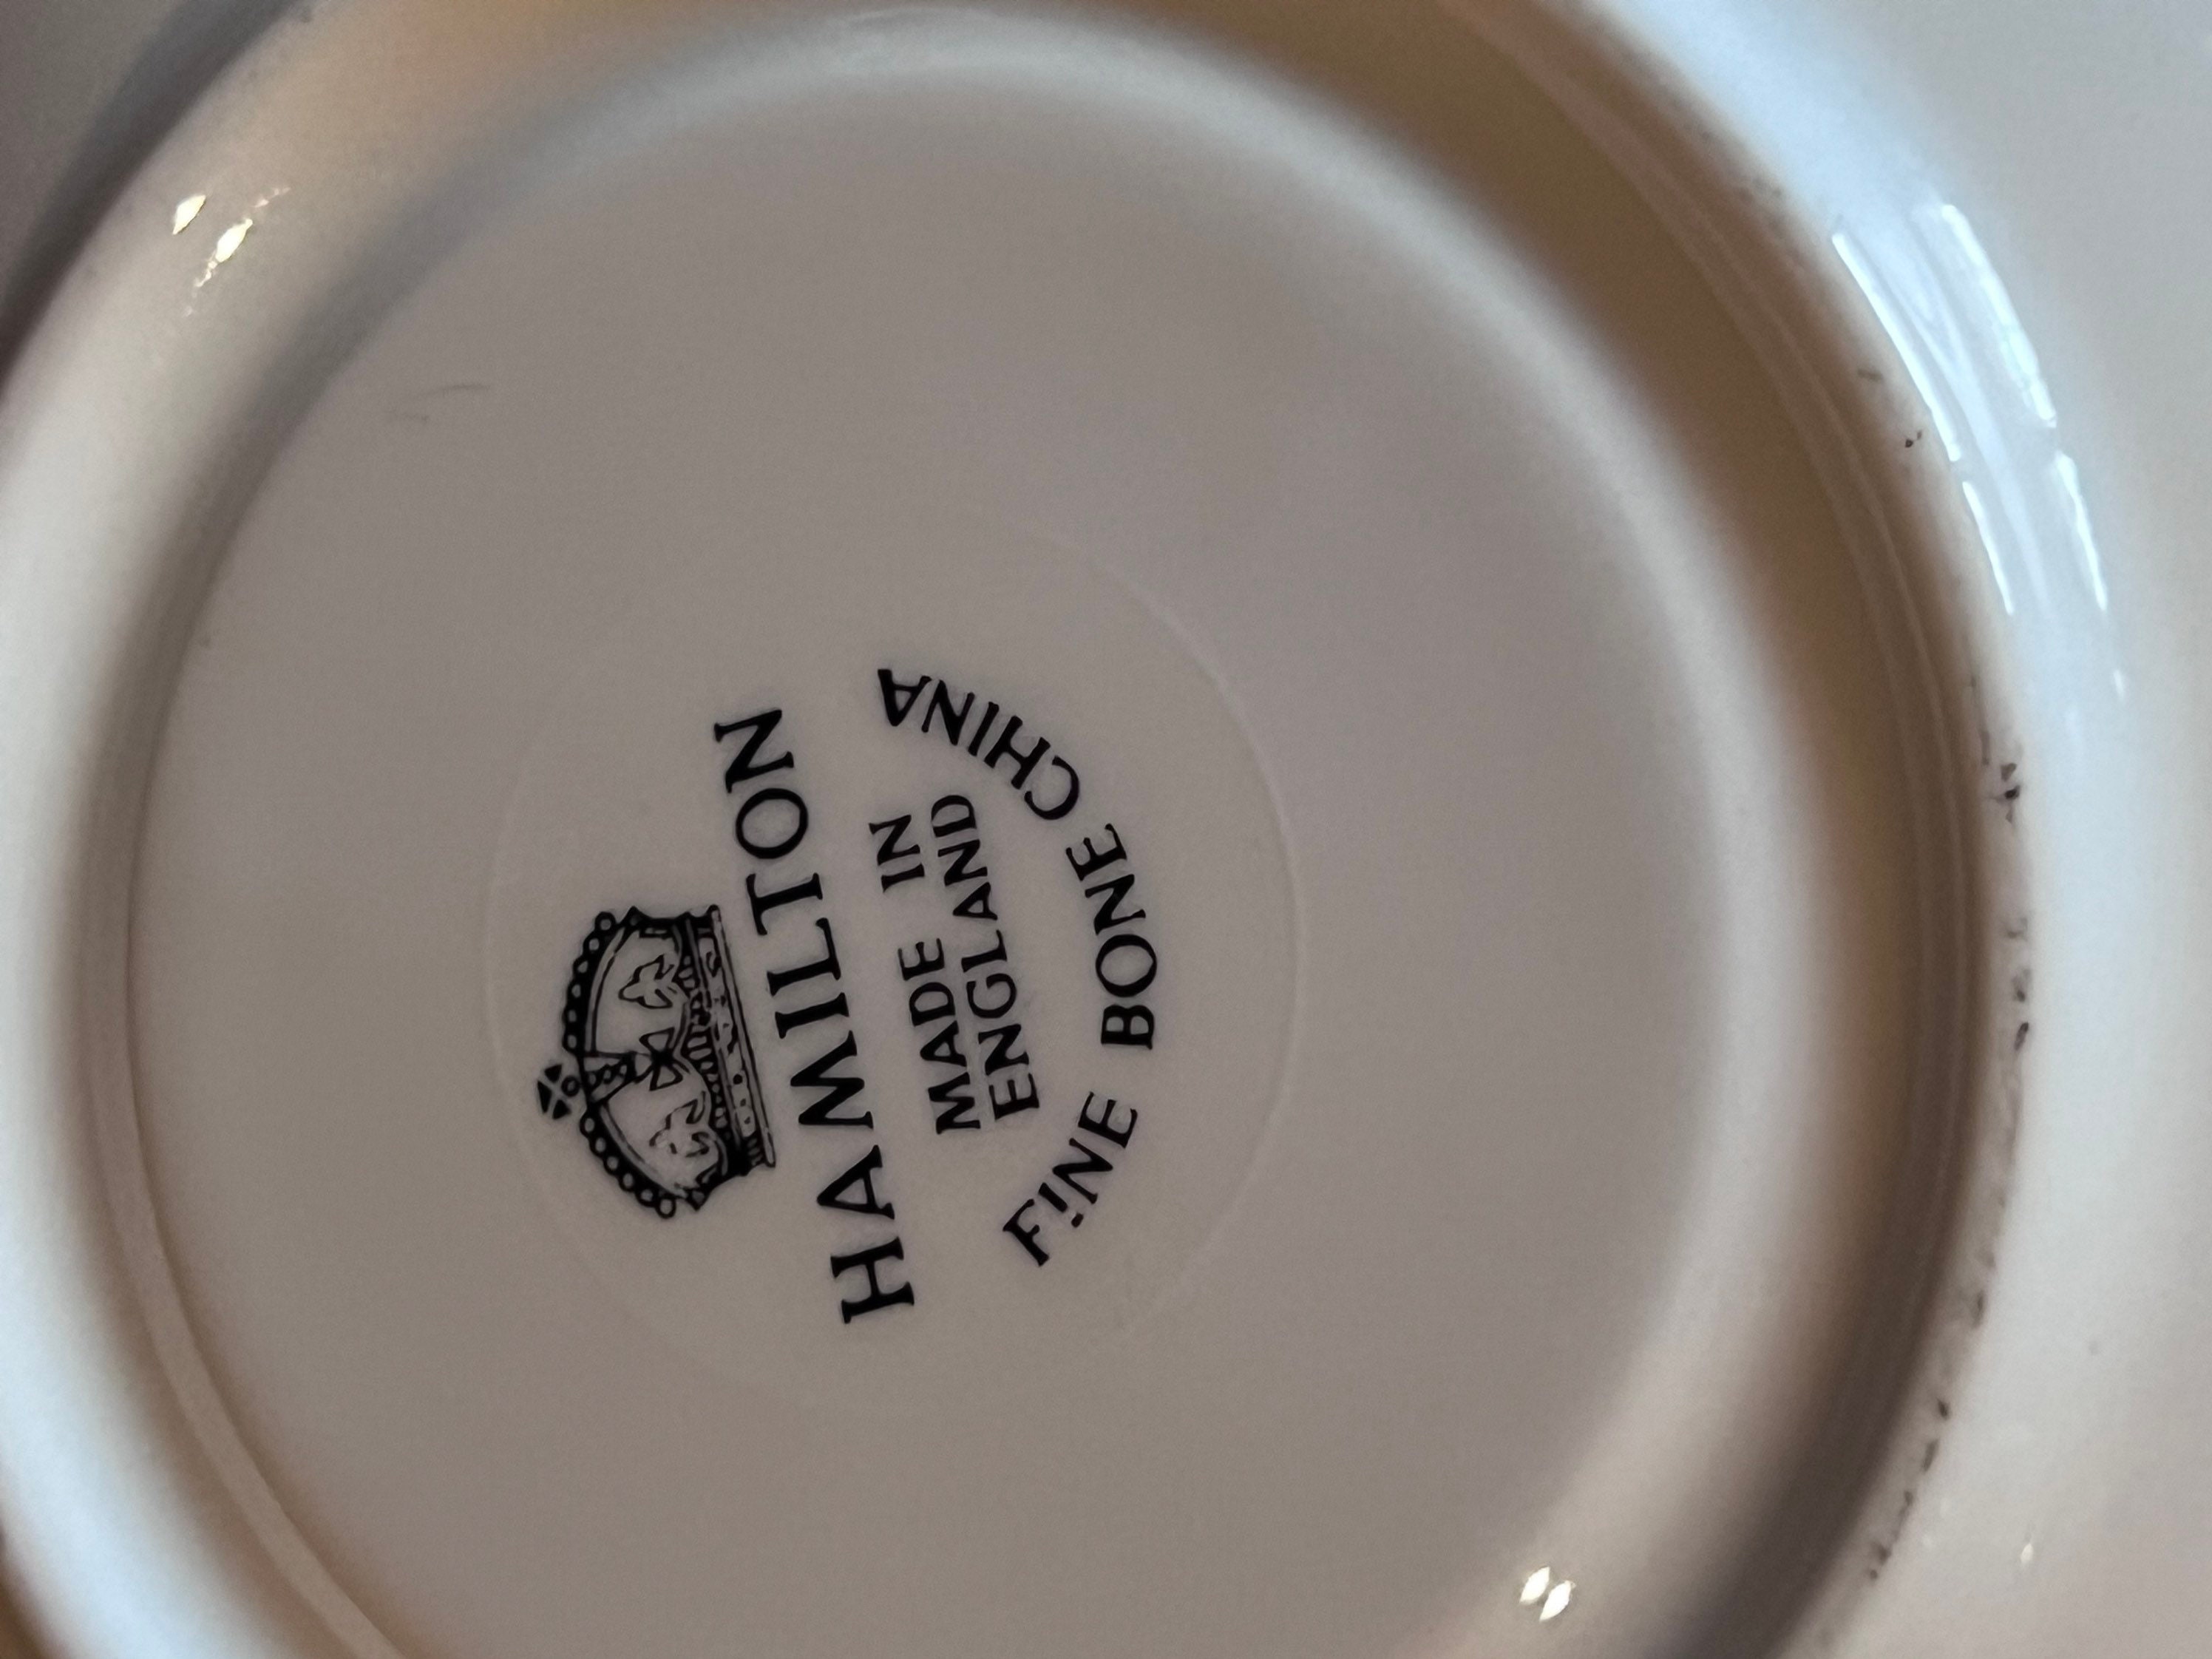 HAMILTON
MADE IN
ENGLAND
FINE BONE CHINA